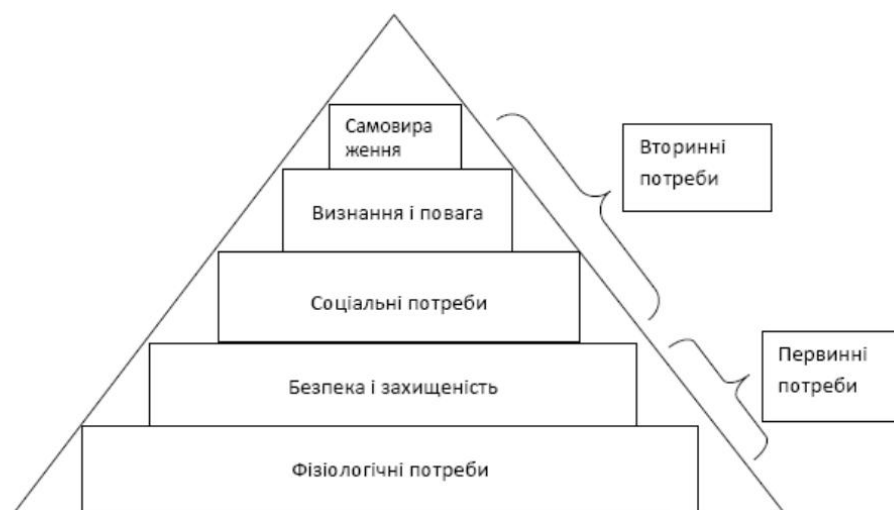 Самовира
ження
Вторинні
потреби
Визнання і повага
Соціальні потреби
Первинні
потреби
Безпека і захищеність
Фізіологічні потреби